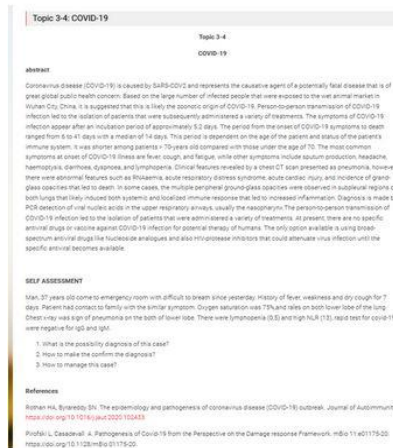 Topic 3-4: COVID-19
Topic 3-4
COVID-19
abstract
Coronavirus disease (COVID-19) is caused by SARS-COV2 and represents the causative agent of a potentially fatal disease that is of
great global public health concern. Based on the large number of infected people that were exposed to the wet animal market in
Wuhan City, China, it is suggested that this is likely the zoonotic origin of COVID-19. Person-to-person transmission of COVID-19
infection led to the isolation of patients that were subsequently administered a variety of treatments. The symptoms of COVID-19
infection appear after an incubation period of approximately 5.2 days. The period from the onset of COVID-19 symptoms to death
ranged from 6 to 41 days with a median of 14 days. This period is dependent on the age of the patient and status of the patient's
immune system. It was shorter among patients > 70-years old compared with those under the age of 70. The most common
symptoms at onset of COVID-19 illness are fever, cough, and fatigue, while other symptoms include sputum production, headache,
haemoptysis, diarrhoea, dyspnoea, and lymphopenia. Clinical features revealed by a chest CT scan presented as pneumonia, however,
there were abnormal features such as RNAaemia, acute respiratory distress syndrome, acute cardiac injury, and incidence of grand-
glass opacities that led to death. In some cases, the multiple peripheral ground-glass opacities were observed in subpleural regions of
both lungs that likely induced both systemic and localized immune response that led to increased inflammation. Diagnosis is made by
PCR detection of viral nucleic acids in the upper respiratory airways, usually the nasopharynx The person-to-person transmission of
COVID-19 infection led to the isolation of patients that were administered a variety of treatments. At present, there are no specific
antiviral drugs or vaccine against COVID-19 infection for potential therapy of humans. The only option available is using broad-
spectrum antiviral drugs like Nucleoside analogues and also HIV-protease inhibitors that could attenuate virus infection until the
specific antiviral becomes available.
SELF ASSESSMENT
Man, 37 years old come to emergency room with difficult to breath since yesterday. History of fever, weakness and dry cough for 7
days. Patient had contact to family with the similar symptom. Oxygen saturation was 75%,and rales on both lower lobe of the lung.
Chest x-ray was sign of pneumonia on the both of lower lobe. There were lymphopenia (0,5) and high NLR (13), rapid test for covid-19
were negative for IgG and IgM.
1. What is the possibility diagnosis of this case?
2. How to make the confirm the diagnosis?
3. How to manage this case?
References
Rothan HA, Byrareddy SN. The epidemiology and pathogenesis of coronavirus disease (COVID-19) outbreak. Journal of Autoimmunity
https://doi.org/10.1016/j.jaut.2020.102433.
Pirofski L, Casadevall A. Pathogenesis of Covid-19 from the Perspective on the Damage response Framework. mBio 11:e01175-20.
https://doi.org/10.1128/mBio.01175-20.